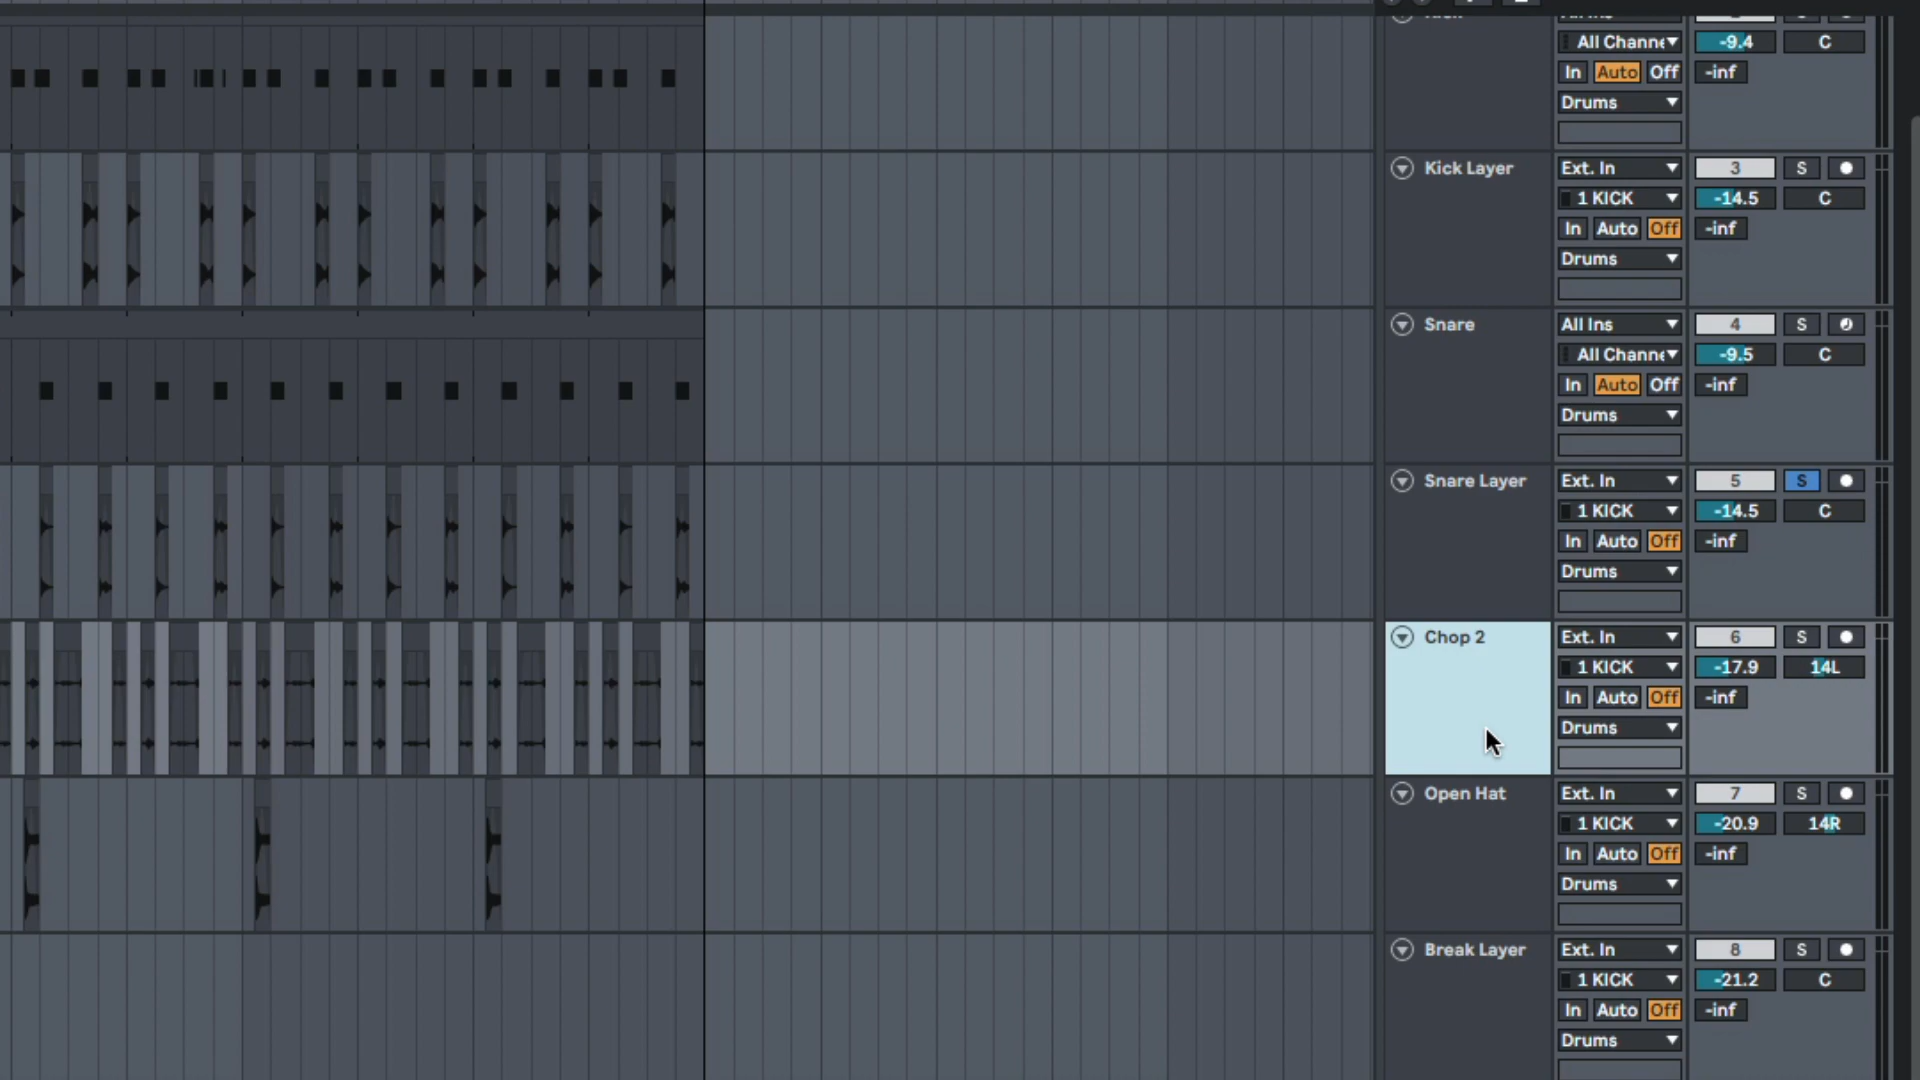 All Channe
-9.4 C
In Auto Off -inf
Drums
Kick Layer Ext. In 3 S
1 KICK -14.5 C
In Auto Off -inf
Drums
Snare All Ins 4 S
All Channe -9.5 C
In Auto Off -inf
Drums
Snare Layer Ext. In 5 S
1 KICK -14.5 C
In Auto Off -inf
Drums
Chop 2 Ext. In 6 S
1 KICK -17.9 14L
In Auto Off -inf
Drums
Open Hat Ext. In 7 S
1 KICK -20.9 14R
In Auto Off -inf
Drums
Break Layer Ext. In 8 S
1 KICK -21.2 C
In Auto Off -inf
Drums